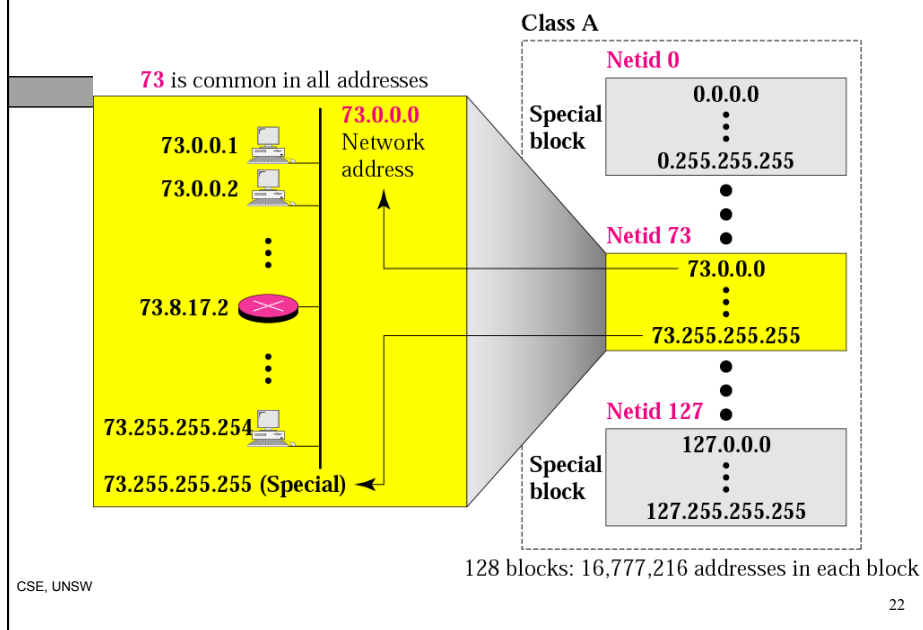 Class A
73 is common in all addresses
73.0.0.0
Network
address
73.0.0.1
73.0.0.2
73.8.17.2
73.255.255.254
73.255.255.255 (Special)
Netid 0
Special
block
0.0.0.0
0.255.255.255
Netid 73
73.0.0.0
73.255.255.255
Netid 127
Special
block
127.0.0.0
127.255.255.255
128 blocks: 16,777,216 addresses in each block
CSE, UNSW
22